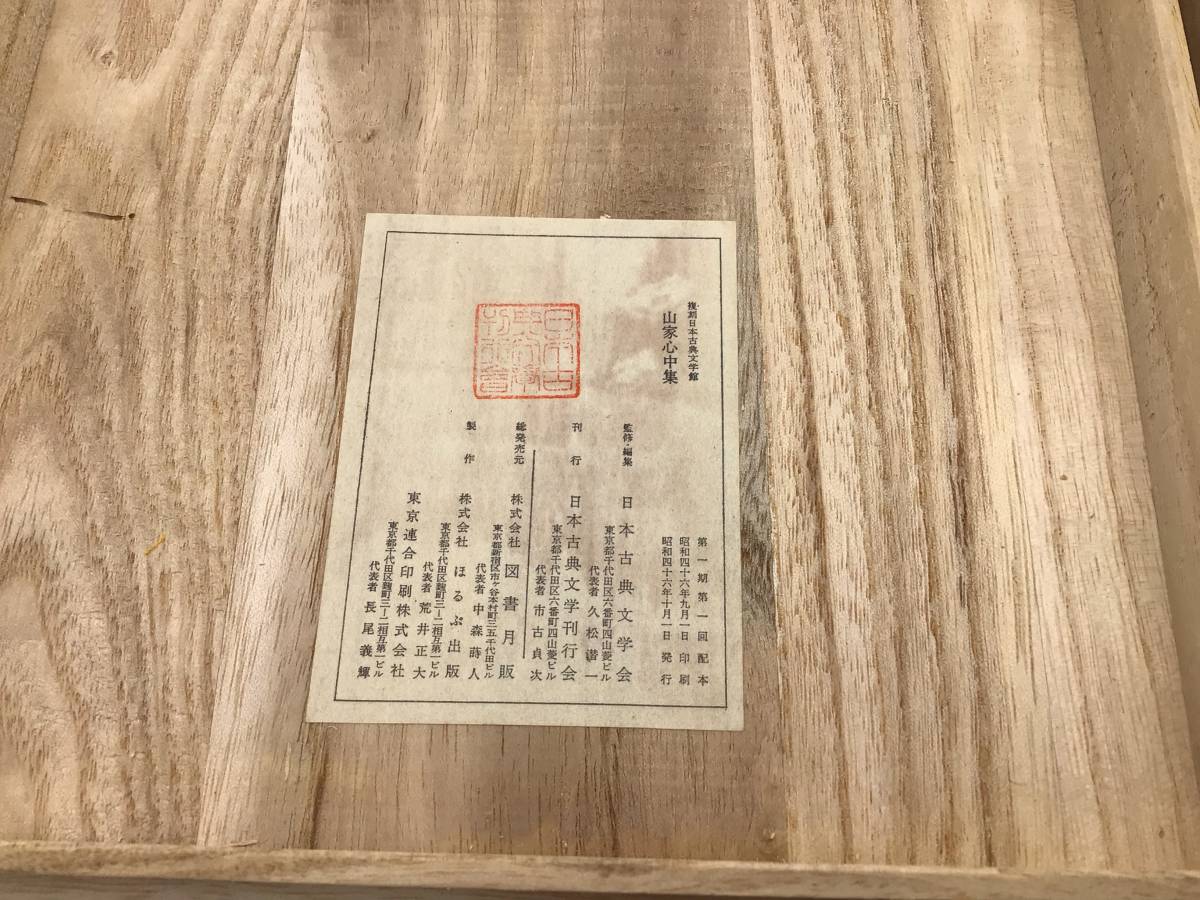 複刻日本古典文学館
山家心中集
第一期第一回配本
昭和四十六年九月一日 印刷
昭和四十六年十月一日 発行
監修・編集 日本古典文学会
東京都千代田区六番町四山菱ビル
代表者 久松潜一
刊行 日本古典文学刊行会
東京都千代田区六番町四山菱ビル
代表者 市古貞次
総発売元 株式会社 図書月販
東京都新宿区市ヶ谷本村町三五千代田ビル
代表者 中森蒔人
製作 株式会社 ほるぷ出版
東京都千代田区麹町三ー二相互第一ビル
代表者 荒井正大
東京連合印刷株式会社
東京都千代田区麹町三ー二相互第一ビル
代表者 長尾義輝
日本古
典文学
刊行会